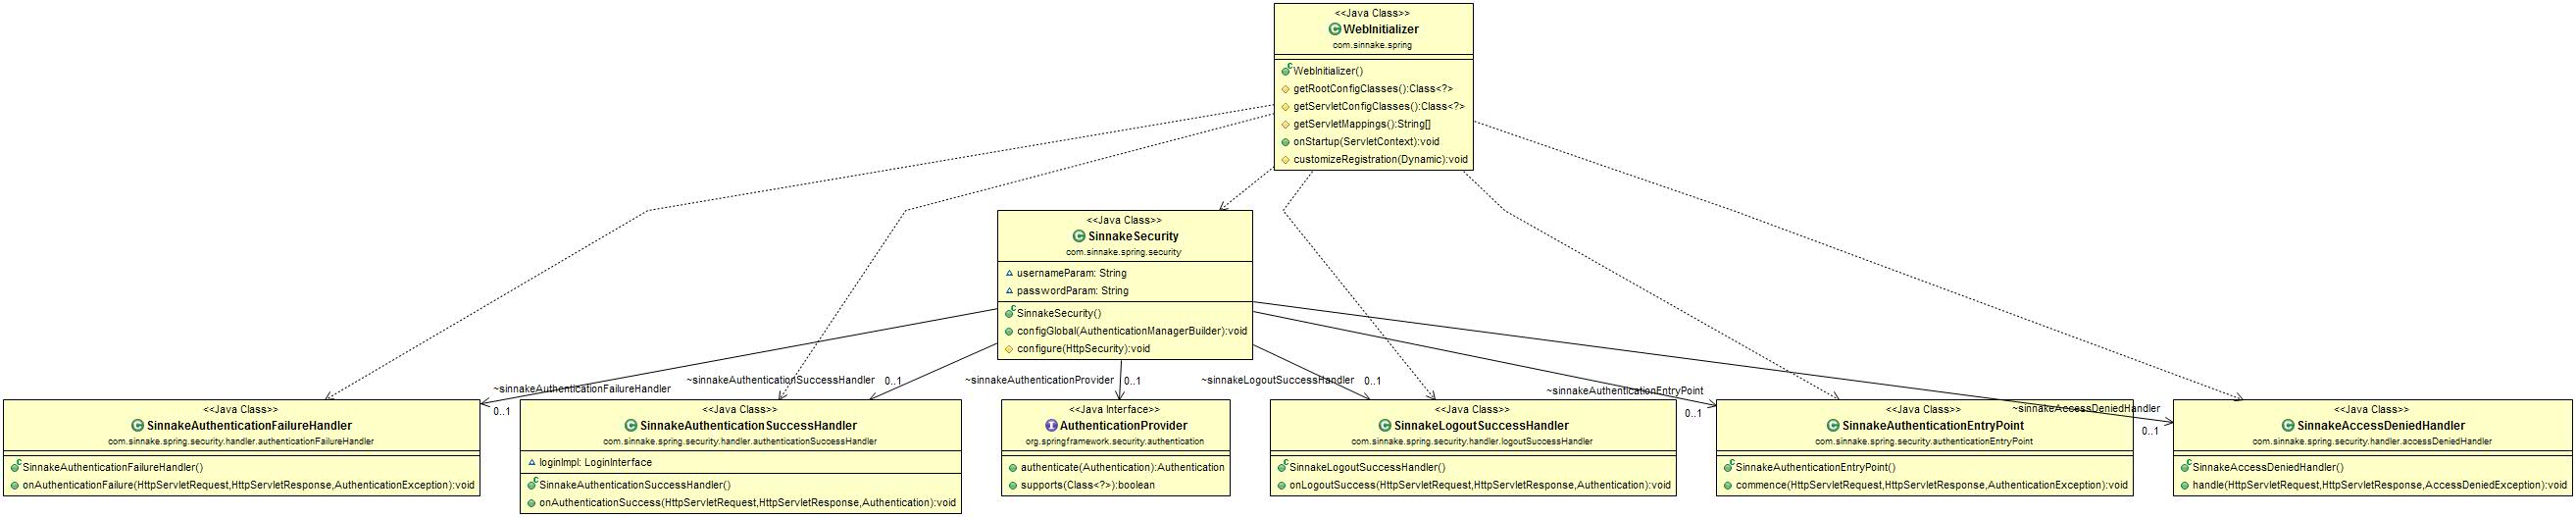 <<Java Class>>
WebInitializer
com.sinnake.spring
WebInitializer()
getRootConfigClasses():Class<?>
getServletConfigClasses():Class<?>
getServletMappings():String[]
onStartup(ServletContext):void
customizeRegistration(Dynamic):void
<<Java Class>>
SinnakeSecurity
com.sinnake.spring.security
usernameParam: String
passwordParam: String
SinnakeSecurity()
configGlobal(AuthenticationManagerBuilder):void
configure(HttpSecurity):void
~sinnakeAuthenticationFailureHandler
0..1
~sinnakeAuthenticationSuccessHandler
0..1
~sinnakeAuthenticationProvider
0..1
~sinnakeLogoutSuccessHandler
0..1
~sinnakeAuthenticationEntryPoint
0..1
~sinnakeAccessDeniedHandler
0..1
<<Java Class>>
SinnakeAuthenticationFailureHandler
com.sinnake.spring.security.handler.authenticationFailureHandler
SinnakeAuthenticationFailureHandler()
onAuthenticationFailure(HttpServletRequest,HttpServletResponse,AuthenticationException):void
<<Java Class>>
SinnakeAuthenticationSuccessHandler
com.sinnake.spring.security.handler.authenticationSuccessHandler
loginImpl: LoginInterface
SinnakeAuthenticationSuccessHandler()
onAuthenticationSuccess(HttpServletRequest,HttpServletResponse,Authentication):void
<<Java Interface>>
AuthenticationProvider
org.springframework.security.authentication
authenticate(Authentication):Authentication
supports(Class<?>):boolean
<<Java Class>>
SinnakeLogoutSuccessHandler
com.sinnake.spring.security.handler.logoutSuccessHandler
SinnakeLogoutSuccessHandler()
onLogoutSuccess(HttpServletRequest,HttpServletResponse,Authentication):void
<<Java Class>>
SinnakeAuthenticationEntryPoint
com.sinnake.spring.security.authenticationEntryPoint
SinnakeAuthenticationEntryPoint()
commence(HttpServletRequest,HttpServletResponse,AuthenticationException):void
<<Java Class>>
SinnakeAccessDeniedHandler
com.sinnake.spring.security.handler.accessDeniedHandler
SinnakeAccessDeniedHandler()
handle(HttpServletRequest,HttpServletResponse,AccessDeniedException):void